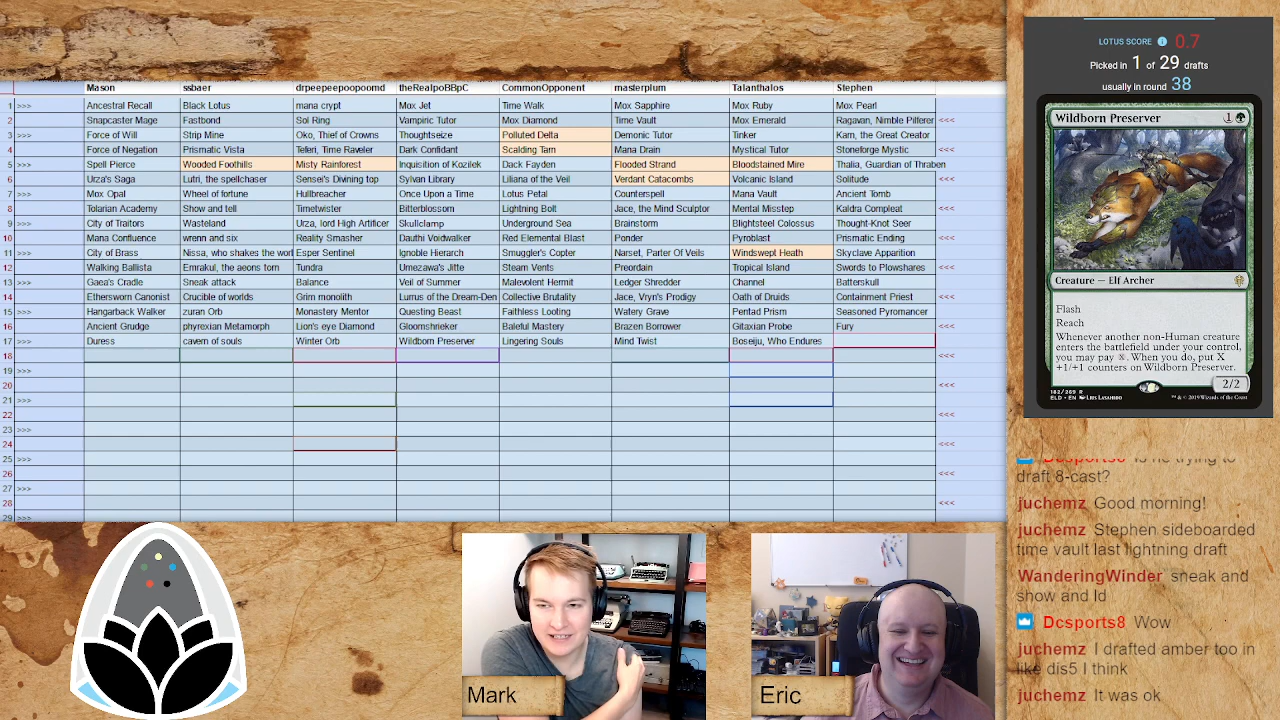 Mason ssbaer drpeepeepoopoomd theRealpoBBpC CommonOpponent masterplum Talanthalos Stephen
1 >>> Ancestral Recall Black Lotus mana crypt Mox Jet Time Walk Mox Sapphire Mox Ruby Mox Pearl
2 Snapcaster Mage Fastbond Sol Ring Vampiric Tutor Mox Diamond Time Vault Mox Emerald Ragavan, Nimble Pilferer <<<
3 >>> Force of Will Strip Mine Oko, Thief of Crowns Thoughtseize Polluted Delta Demonic Tutor Tinker Karn, the Great Creator
4 Force of Negation Prismatic Vista Teferi, Time Raveler Dark Confidant Scalding Tarn Mana Drain Mystical Tutor Stoneforge Mystic <<<
5 >>> Spell Pierce Wooded Foothills Misty Rainforest Inquisition of Kozilek Dack Fayden Flooded Strand Bloodstained Mire Thalia, Guardian of Thraben
6 Urza's Saga Lutri, the spellchaser Sensei's Divining top Sylvan Library Liliana of the Veil Verdant Catacombs Volcanic Island Solitude <<<
7 >>> Mox Opal Wheel of fortune Hullbreacher Once Upon a Time Lotus Petal Counterspell Mana Vault Ancient Tomb
8 Tolarian Academy Show and tell Timetwister Bitterblossom Lightning Bolt Jace, the Mind Sculptor Mental Misstep Kaldra Compleat <<<
9 >>> City of Traitors Wasteland Urza, lord High Artificer Skullclamp Underground Sea Brainstorm Blightsteel Colossus Thought-Knot Seer
10 Mana Confluence wrenn and six Reality Smasher Dauthi Voidwalker Red Elemental Blast Ponder Pyroblast Prismatic Ending <<<
11 >>> City of Brass Nissa, who shakes the worl Esper Sentinel Ignoble Hierarch Smuggler's Copter Narset, Parter Of Veils Windswept Heath Skyclave Apparition
12 Walking Ballista Emrakul, the aeons torn Tundra Umezawa's Jitte Steam Vents Preordain Tropical Island Swords to Plowshares <<<
13 >>> Gaea's Cradle Sneak attack Balance Veil of Summer Malevolent Hermit Ledger Shredder Channel Batterskull
14 Ethersworn Canonist Crucible of worlds Grim monolith Lurrus of the Dream-Den Collective Brutality Jace, Vryn's Prodigy Oath of Druids Containment Priest <<<
15 >>> Hangarback Walker zuran Orb Monastery Mentor Questing Beast Faithless Looting Watery Grave Pentad Prism Seasoned Pyromancer
16 Ancient Grudge phyrexian Metamorph Lion's eye Diamond Gloomshrieker Baleful Mastery Brazen Borrower Gitaxian Probe Fury <<<
17 >>> Duress cavern of souls Winter Orb Wildborn Preserver Lingering Souls Mind Twist Boseiju, Who Endures
18 <<<
19 >>>
20 <<<
21 >>>
22 <<<
23 >>>
24 <<<
25 >>>
26 <<<
27 >>>
28 <<<
29 >>>
LOTUS SCORE i 0.7
Picked in 1 of 29 drafts
usually in round 38
Wildborn Preserver 1
Creature — Elf Archer
Flash
Reach
Whenever another non-Human creature
enters the battlefield under your control,
you may pay X. When you do, put X
+1/+1 counters on Wildborn Preserver.
2/2
Dcsports8 Is he trying to
draft 8-cast?
juchemz Good morning!
juchemz Stephen sideboarded
time vault last lightning draft
WanderingWinder sneak and
show and ld
Dcsports8 Wow
juchemz I drafted amber too in
like dis5 I think
juchemz It was ok
Mark
Eric